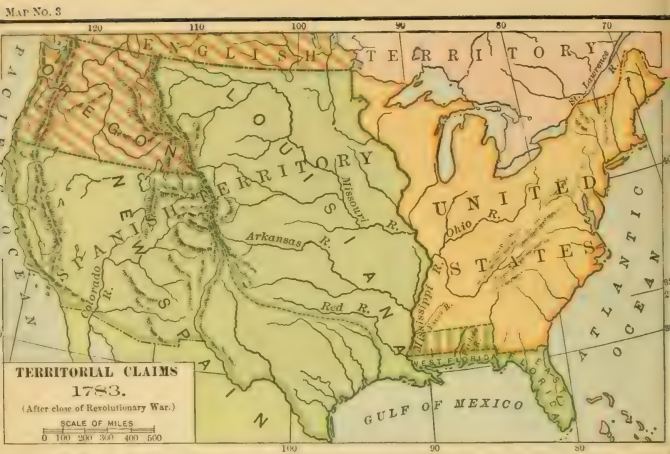 MAP No. 3
120 110 100 90 80 70
ENGLISH TERRITORY
PACIFIC OCEAN
OREGON
LOUISIANA
SPANISH TERRITORY
NEW SPAIN
Missouri R.
Arkansas R.
Red R.
Colorado R.
Mississippi R.
Ohio R.
St. Lawrence R.
UNITED STATES
WEST FLORIDA
EAST FLORIDA
ATLANTIC OCEAN
GULF OF MEXICO
TERRITORIAL CLAIMS
1783.
(After close of Revolutionary War.)
SCALE OF MILES
0 100 200 300 400 500
100 90 80